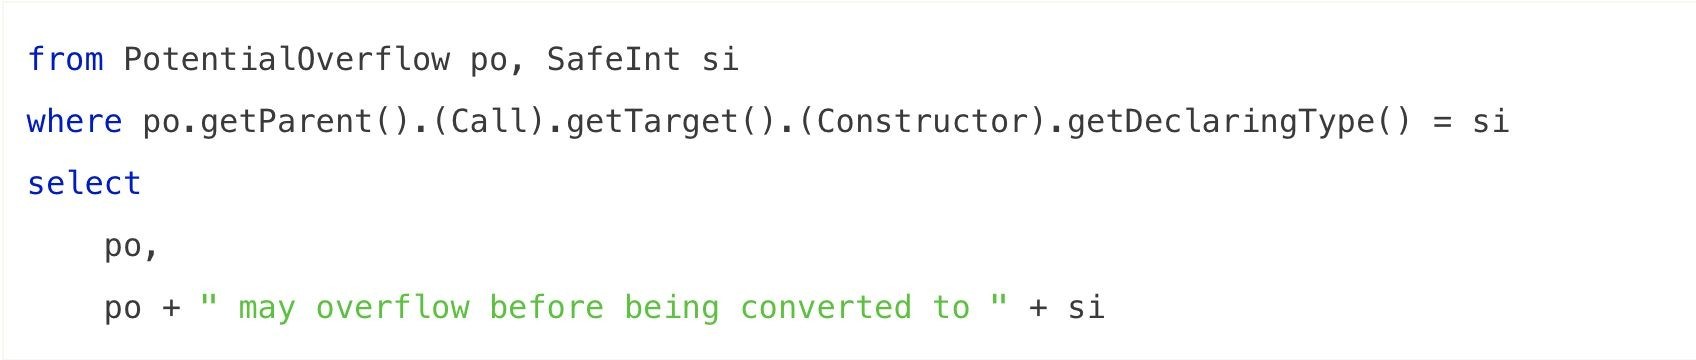 from PotentialOverflow po, SafeInt si
where po.getParent().(Call).getTarget().(Constructor).getDeclaringType() = si
select
    po,
    po + " may overflow before being converted to " + si